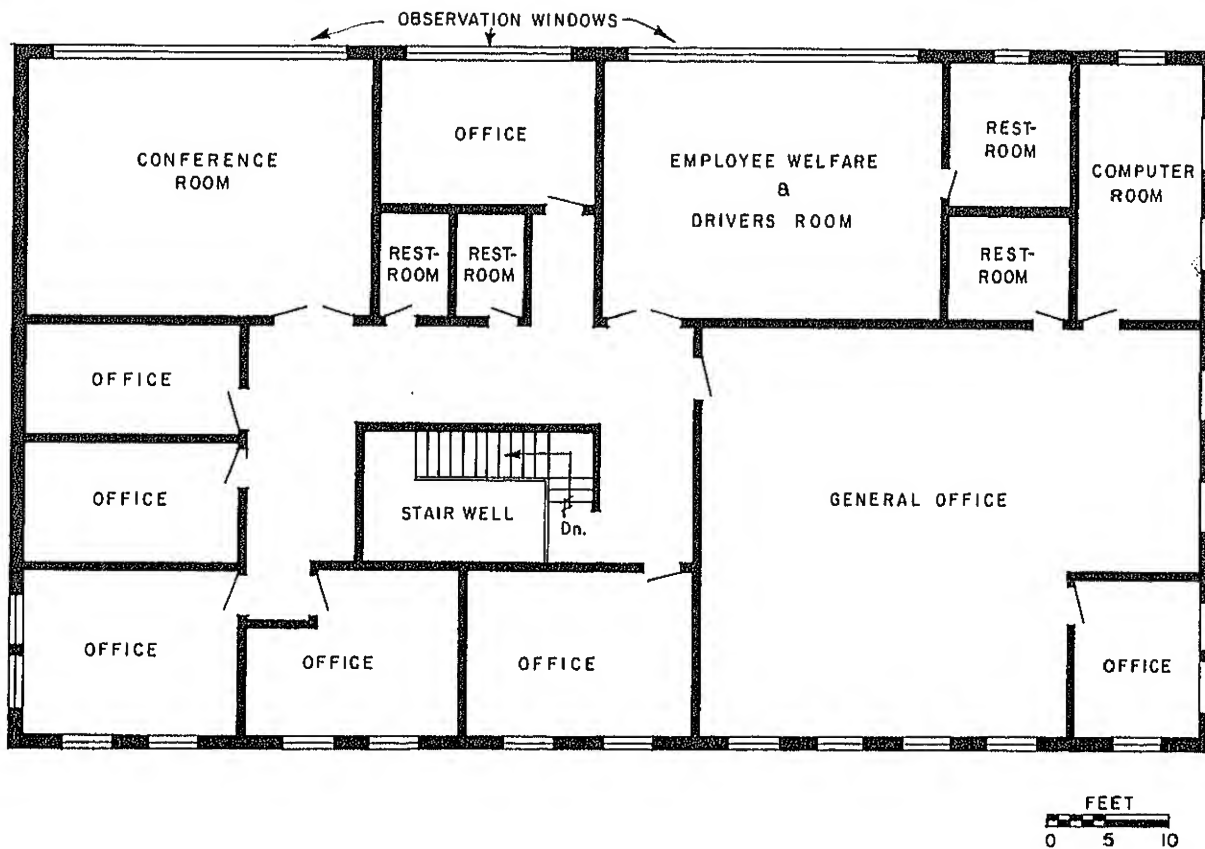 OBSERVATION WINDOWS
CONFERENCE
ROOM
OFFICE
EMPLOYEE WELFARE
a
DRIVERS ROOM
REST-
ROOM
COMPUTER
ROOM
REST-
ROOM
REST-
ROOM
REST-
ROOM
OFFICE
OFFICE
STAIR WELL
Dn.
GENERAL OFFICE
OFFICE
OFFICE
OFFICE
OFFICE
FEET
0 5 10